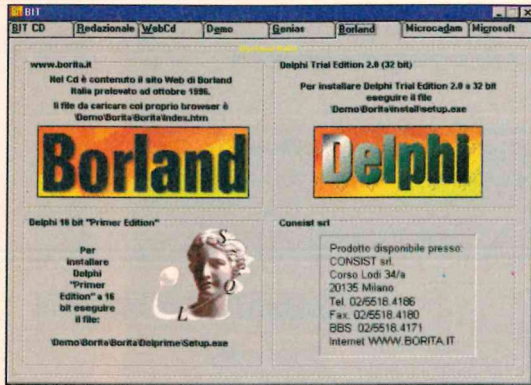 BIT
BIT CD Redazionale WebCd Demo Genias Borland Microcadam Microsoft
www.borita.it
Nel Cd è contenuto il sito Web di Borland
Italia prelevato ad ottobre 1996.
Il file da caricare col proprio browser è
\Demo\Borita\Borita\Index.htm
Borland
Delphi Trial Edition 2.0 (32 bit)
Per installare Delphi Trial Edition 2.0 a 32 bit
eseguire il file
\Demo\Borita\Install\setup.exe
Delphi
Delphi 16 bit "Primer Edition"
Per
installare
Delphi
"Primer
Edition" a 16
bit eseguire
il file:
\Demo\Borita\Borita\Delprime\Setup.exe
S
Q
L
Consist srl
Prodotto disponibile presso:
CONSIST srl.
Corso Lodi 34/a
20135 Milano
Tel. 02/5518.4186
Fax. 02/5518.4180
BBS 02/5518.4171
Internet WWW.BORITA.IT